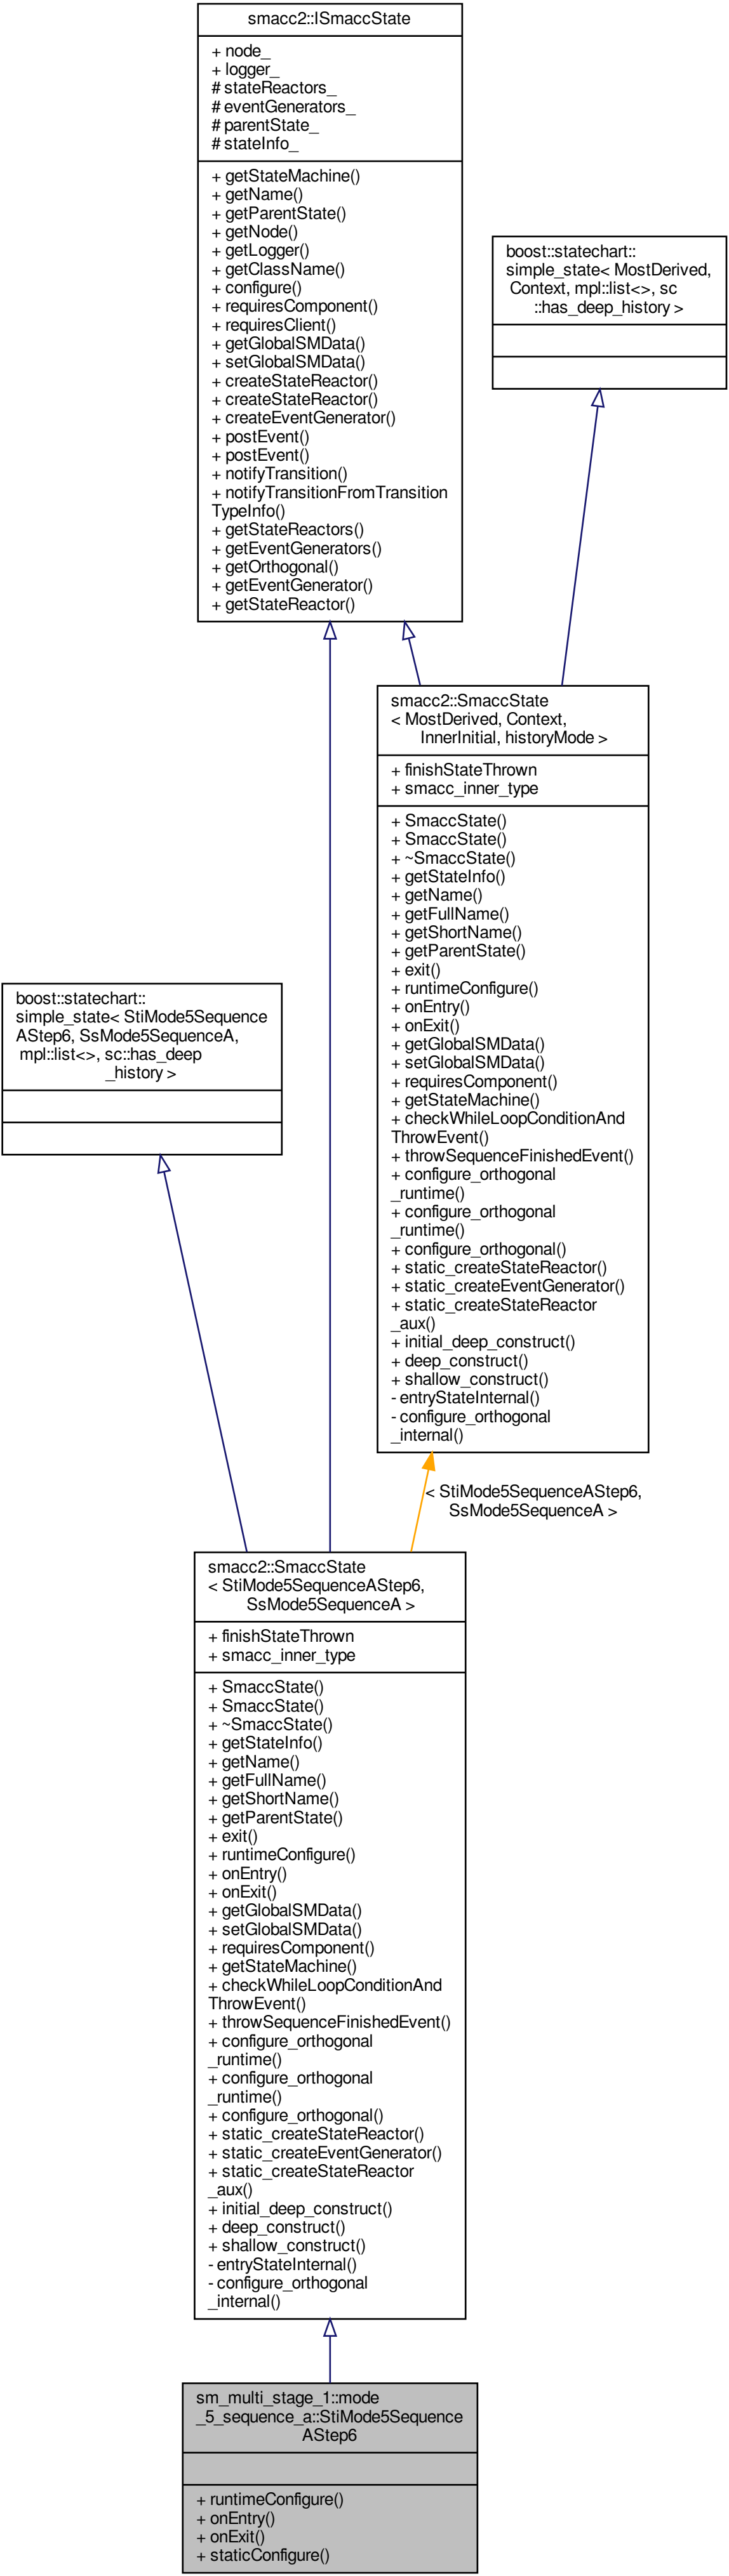 smacc2::ISmaccState
+ node_
+ logger_
# stateReactors_
# eventGenerators_
# parentState_
# stateInfo_
+ getStateMachine()
+ getName()
+ getParentState()
+ getNode()
+ getLogger()
+ getClassName()
+ configure()
+ requiresComponent()
+ requiresClient()
+ getGlobalSMData()
+ setGlobalSMData()
+ createStateReactor()
+ createStateReactor()
+ createEventGenerator()
+ postEvent()
+ postEvent()
+ notifyTransition()
+ notifyTransitionFromTransition
TypeInfo()
+ getStateReactors()
+ getEventGenerators()
+ getOrthogonal()
+ getEventGenerator()
+ getStateReactor()
boost::statechart::
simple_state< MostDerived,
Context, mpl::list<>, sc
::has_deep_history >
smacc2::SmaccState
< MostDerived, Context,
InnerInitial, historyMode >
+ finishStateThrown
+ smacc_inner_type
+ SmaccState()
+ SmaccState()
+ ~SmaccState()
+ getStateInfo()
+ getName()
+ getFullName()
+ getShortName()
+ getParentState()
+ exit()
+ runtimeConfigure()
+ onEntry()
+ onExit()
+ getGlobalSMData()
+ setGlobalSMData()
+ requiresComponent()
+ getStateMachine()
+ checkWhileLoopConditionAnd
ThrowEvent()
+ throwSequenceFinishedEvent()
+ configure_orthogonal
_runtime()
+ configure_orthogonal
_runtime()
+ configure_orthogonal()
+ static_createStateReactor()
+ static_createEventGenerator()
+ static_createStateReactor
_aux()
+ initial_deep_construct()
+ deep_construct()
+ shallow_construct()
- entryStateInternal()
- configure_orthogonal
_internal()
boost::statechart::
simple_state< StiMode5Sequence
AStep6, SsMode5SequenceA,
mpl::list<>, sc::has_deep
_history >
< StiMode5SequenceAStep6,
SsMode5SequenceA >
smacc2::SmaccState
< StiMode5SequenceAStep6,
SsMode5SequenceA >
+ finishStateThrown
+ smacc_inner_type
+ SmaccState()
+ SmaccState()
+ ~SmaccState()
+ getStateInfo()
+ getName()
+ getFullName()
+ getShortName()
+ getParentState()
+ exit()
+ runtimeConfigure()
+ onEntry()
+ onExit()
+ getGlobalSMData()
+ setGlobalSMData()
+ requiresComponent()
+ getStateMachine()
+ checkWhileLoopConditionAnd
ThrowEvent()
+ throwSequenceFinishedEvent()
+ configure_orthogonal
_runtime()
+ configure_orthogonal
_runtime()
+ configure_orthogonal()
+ static_createStateReactor()
+ static_createEventGenerator()
+ static_createStateReactor
_aux()
+ initial_deep_construct()
+ deep_construct()
+ shallow_construct()
- entryStateInternal()
- configure_orthogonal
_internal()
sm_multi_stage_1::mode
_5_sequence_a::StiMode5Sequence
AStep6
+ runtimeConfigure()
+ onEntry()
+ onExit()
+ staticConfigure()